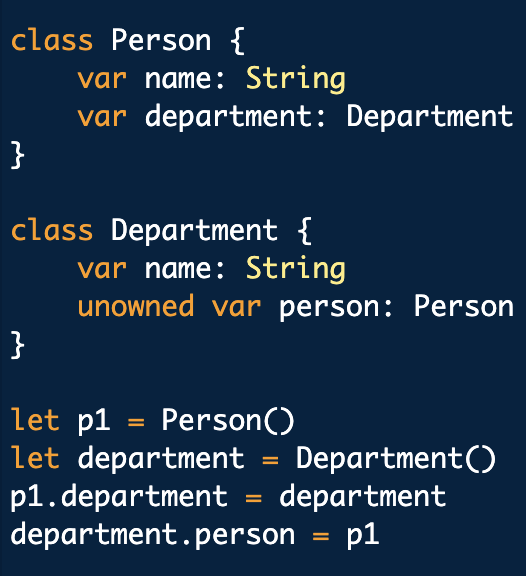 class Person {
    var name: String
    var department: Department
}

class Department {
    var name: String
    unowned var person: Person
}

let p1 = Person()
let department = Department()
p1.department = department
department.person = p1